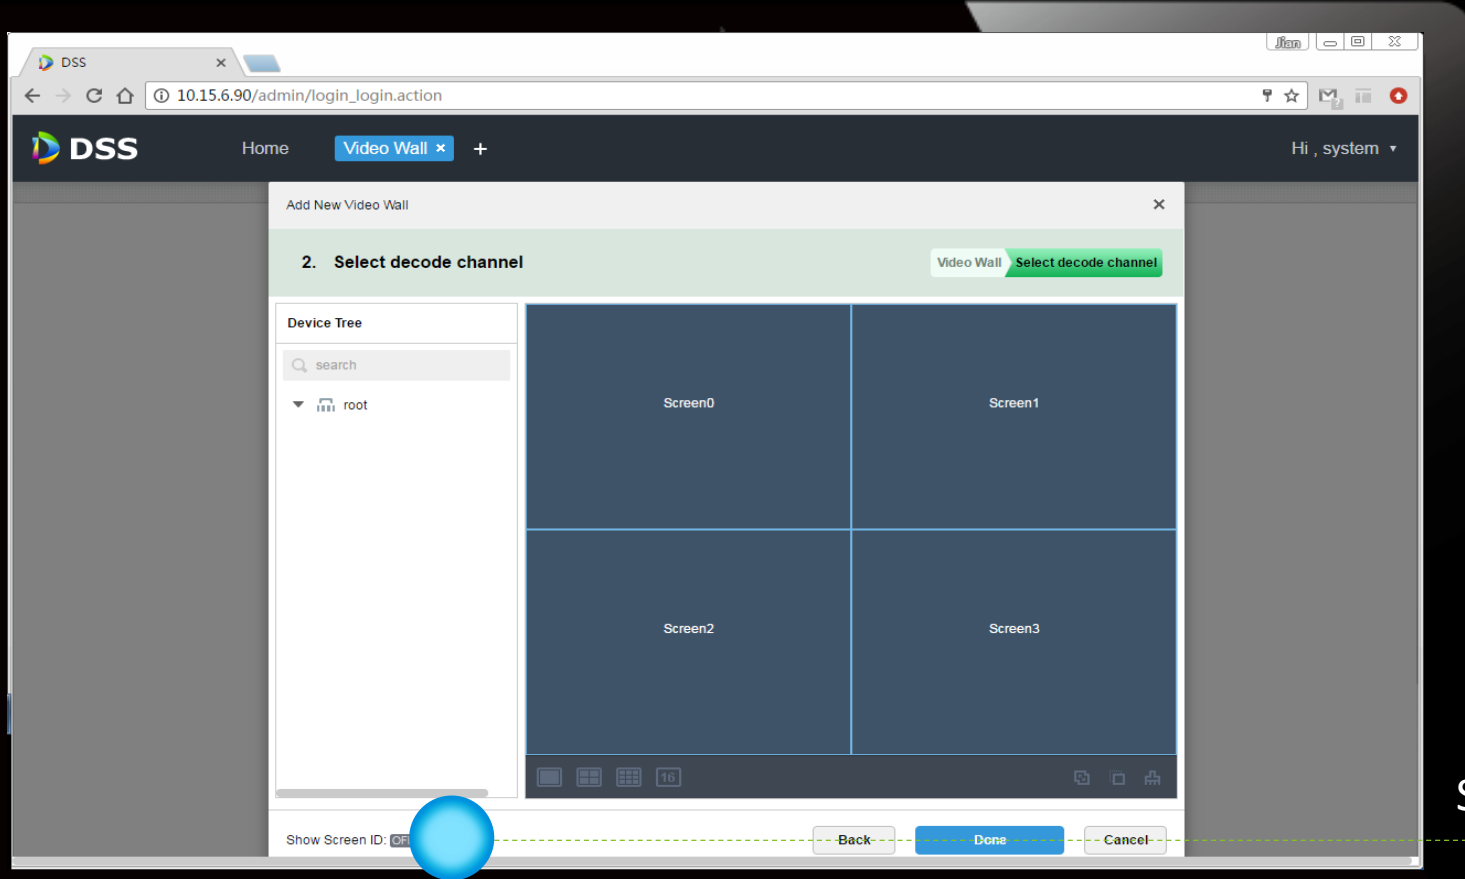 Jian
DSS
10.15.6.90/admin/login_login.action
DSS
Home
Video Wall
Hi , system
Add New Video Wall
2. Select decode channel
Video Wall
Select decode channel
Device Tree
search
root
Screen0
Screen1
Screen2
Screen3
16
Show Screen ID:
Back
Done
Cancel